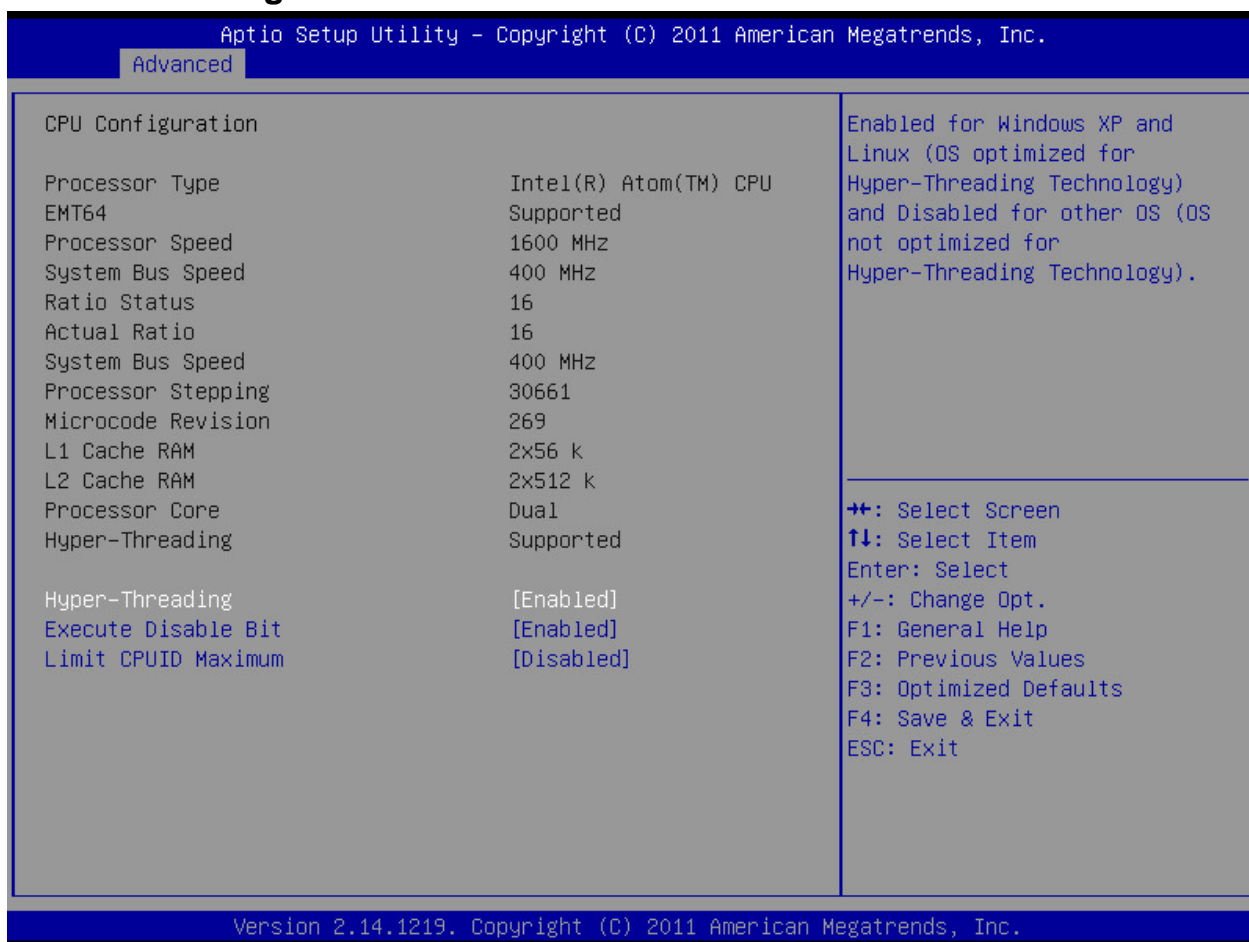 Aptio Setup Utility – Copyright (C) 2011 American Megatrends, Inc.
Advanced
CPU Configuration
Processor Type Intel(R) Atom(TM) CPU
EMT64 Supported
Processor Speed 1600 MHz
System Bus Speed 400 MHz
Ratio Status 16
Actual Ratio 16
System Bus Speed 400 MHz
Processor Stepping 30661
Microcode Revision 269
L1 Cache RAM 2x56 k
L2 Cache RAM 2x512 k
Processor Core Dual
Hyper–Threading Supported
Hyper–Threading [Enabled]
Execute Disable Bit [Enabled]
Limit CPUID Maximum [Disabled]
Enabled for Windows XP and
Linux (OS optimized for
Hyper–Threading Technology)
and Disabled for other OS (OS
not optimized for
Hyper–Threading Technology).
→←: Select Screen
↑↓: Select Item
Enter: Select
+/–: Change Opt.
F1: General Help
F2: Previous Values
F3: Optimized Defaults
F4: Save & Exit
ESC: Exit
Version 2.14.1219. Copyright (C) 2011 American Megatrends, Inc.